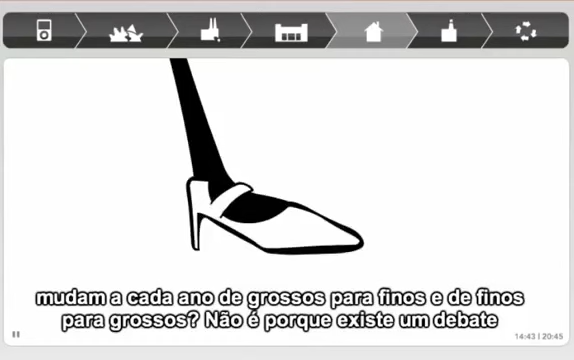 mudam a cada ano de grossos para finos e de finos
para grossos? Não é porque existe um debate
14:43 | 20:45